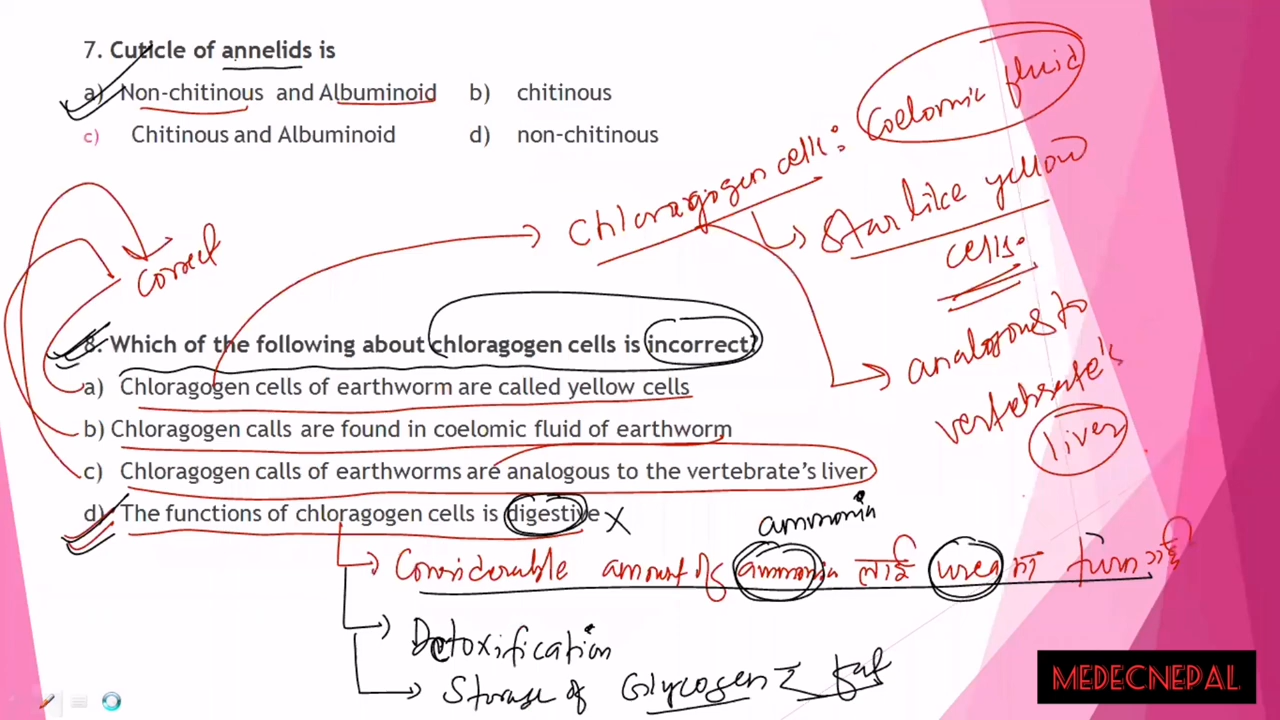 7. Cuticle of annelids is
a) Non-chitinous and Albuminoid b) chitinous
c) Chitinous and Albuminoid d) non-chitinous
Chloragogen cells:
Coelomic fluid
Star like yellow
cells.
analogous to
vertebrate's
liver
Correct
8. Which of the following about chloragogen cells is incorrect?
a) Chloragogen cells of earthworm are called yellow cells
b) Chloragogen calls are found in coelomic fluid of earthworm
c) Chloragogen calls of earthworms are analogous to the vertebrate's liver
d) The functions of chloragogen cells is digestive X
ammonia
Considerable amount of ammonia लाई urea मा turn
Detoxification
Storage of Glycogen fat
MEDECNEPAL